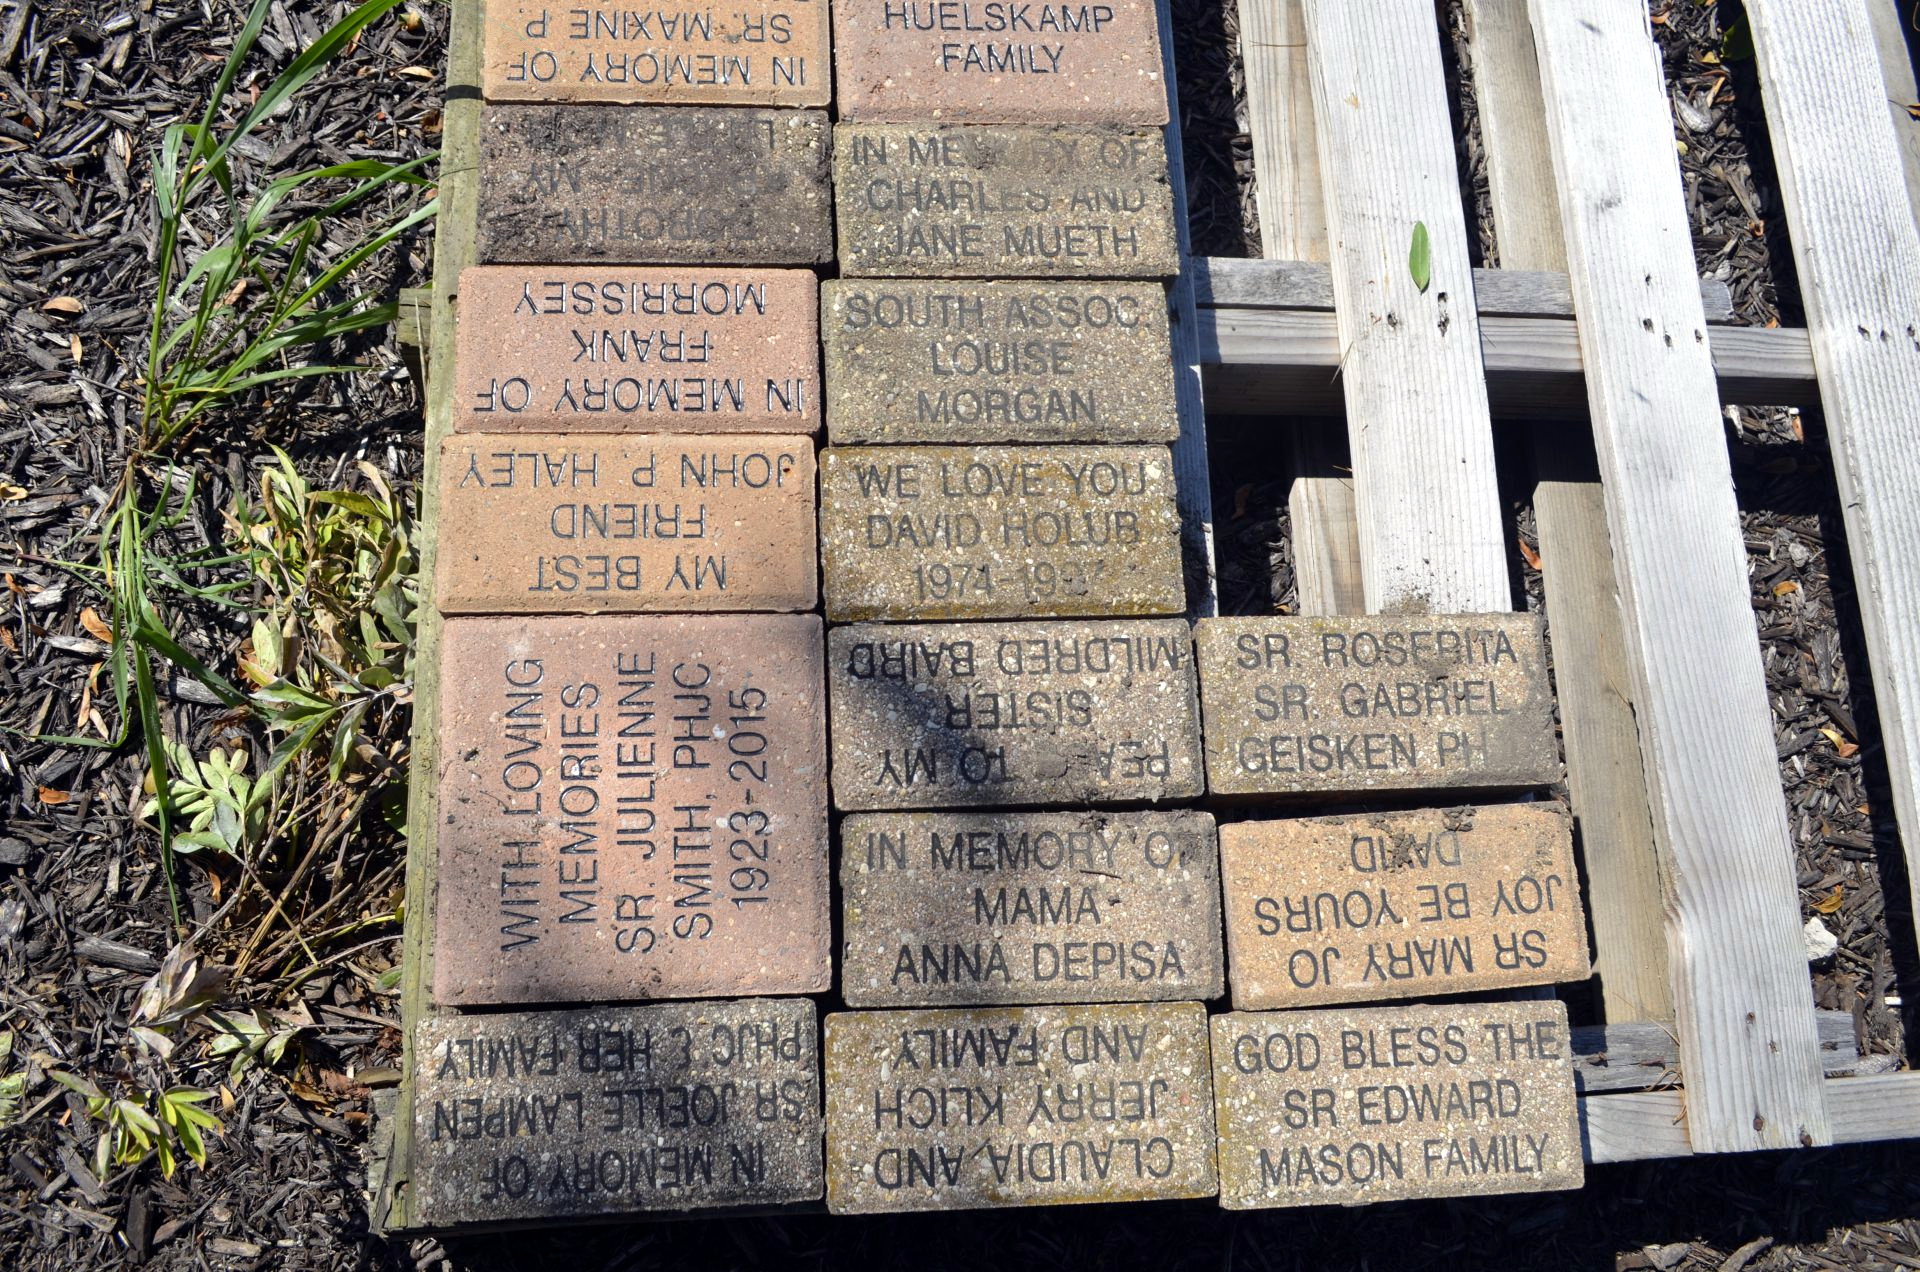 IN MEMORY OF
SR. MAXINE P.
HUELSKAMP
FAMILY
DOROTHY
MY
IN MEMORY OF
CHARLES AND
JANE MUETH
IN MEMORY OF
FRANK
MORRISSEY
SOUTH ASSOC.
LOUISE
MORGAN
MY BEST
FRIEND
JOHN P. HALEY
WE LOVE YOU
DAVID HOLUB
WITH LOVING
MEMORIES
SR. JULIENNE
SMITH, PHJC
1923-2015
TO MY
SISTER
MILDRED BAIRD
SR.
SR. GABRIEL
GEISKEN
IN MEMORY
MAMA
ANNA DEPISA
SR MARY JO
JOY BE YOURS
DAVID
IN MEMORY OF
SR JOELLE LAMPEN
PHJC & HER FAMILY
CLAUDIA AND
JERRY KLICH
AND FAMILY
GOD BLESS THE
SR EDWARD
MASON FAMILY